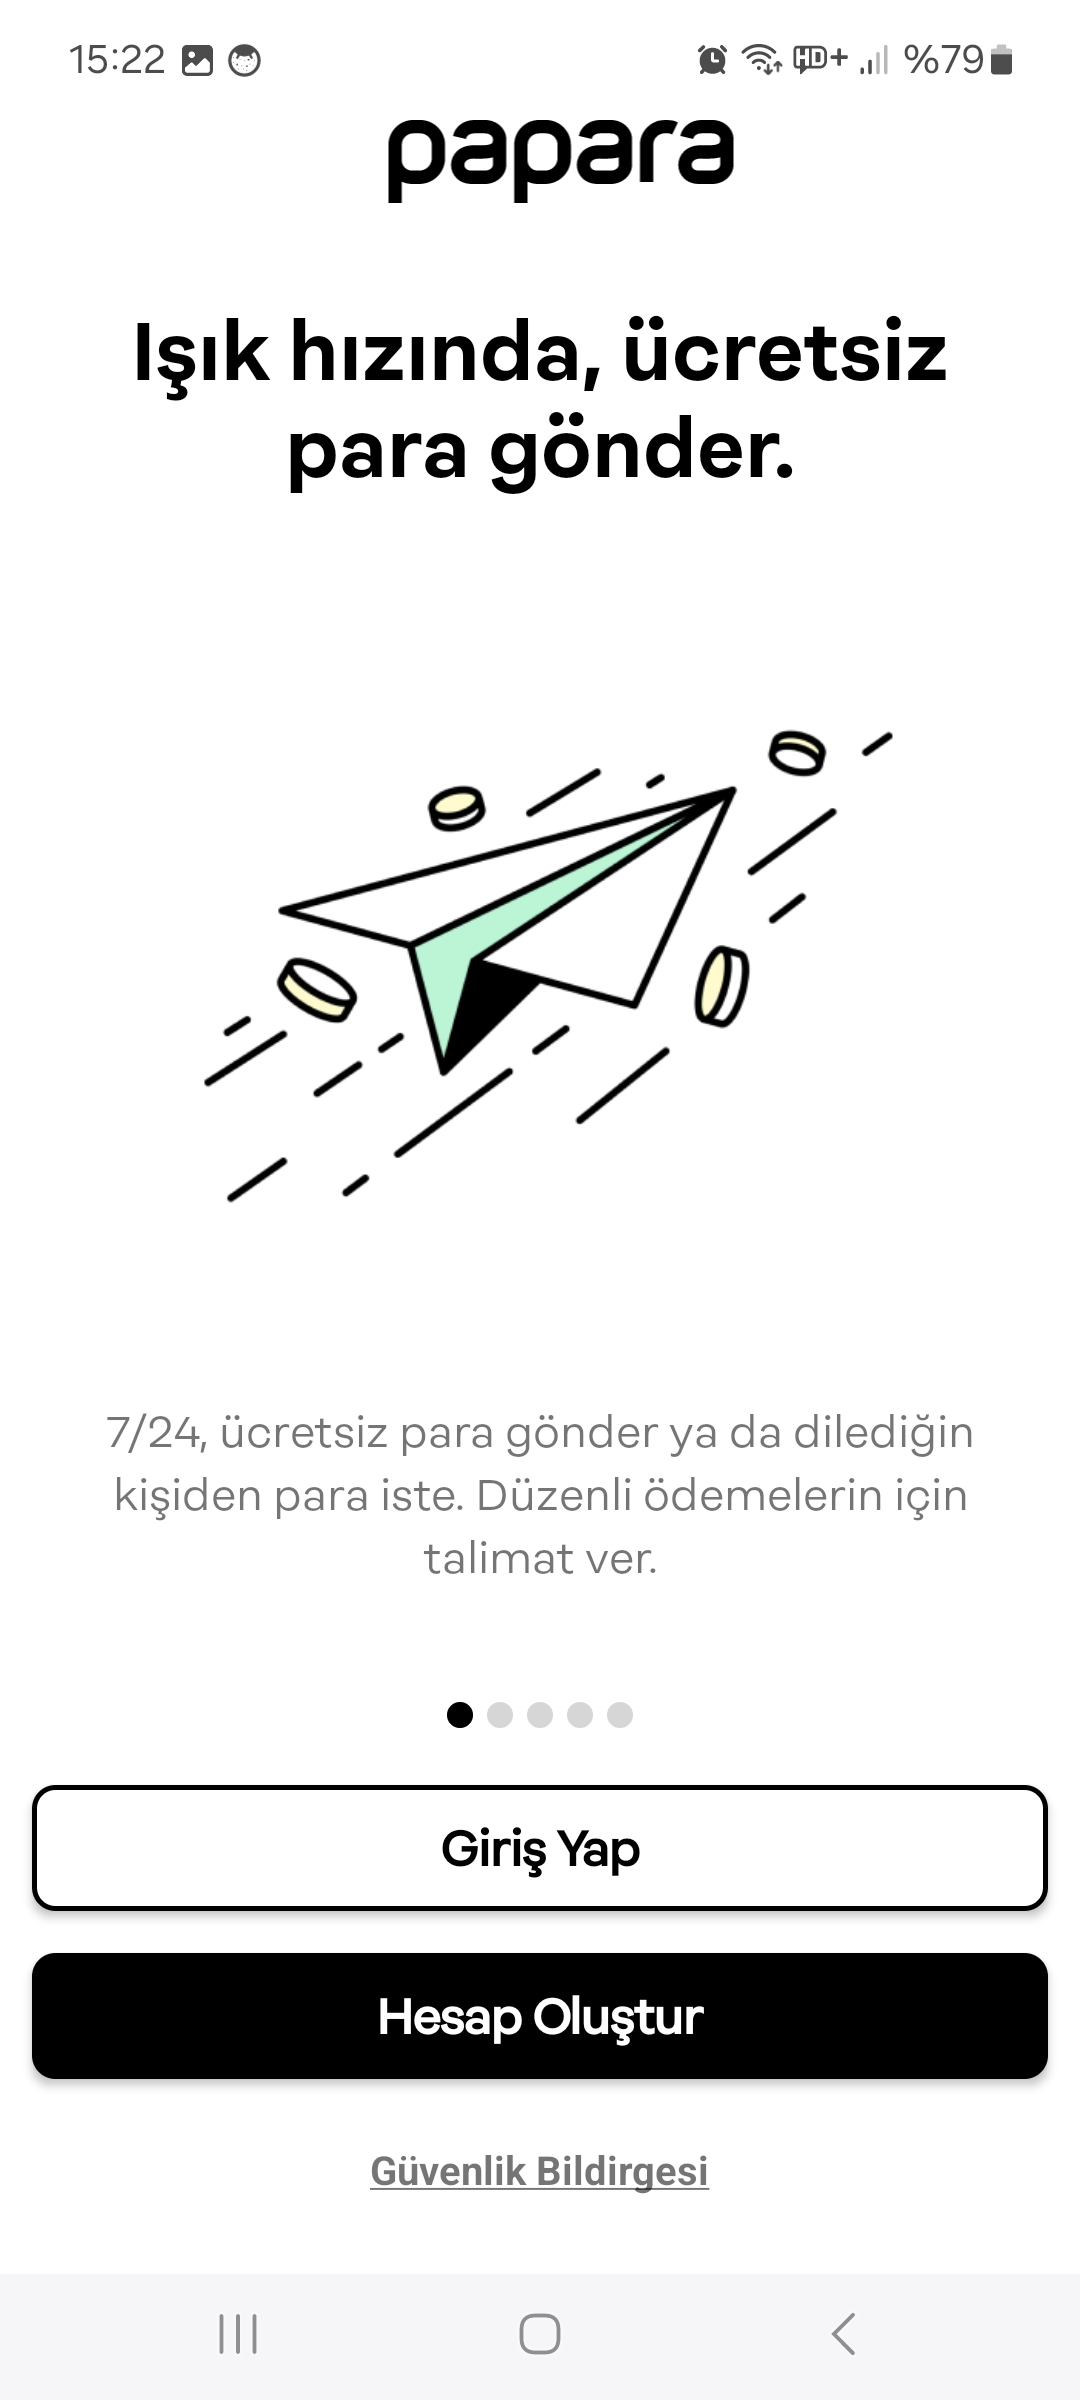 15:22 HD+ %79
papara
Işık hızında, ücretsiz
para gönder.
7/24, ücretsiz para gönder ya da dilediğin
kişiden para iste. Düzenli ödemelerin için
talimat ver.
Giriş Yap
Hesap Oluştur
Güvenlik Bildirgesi